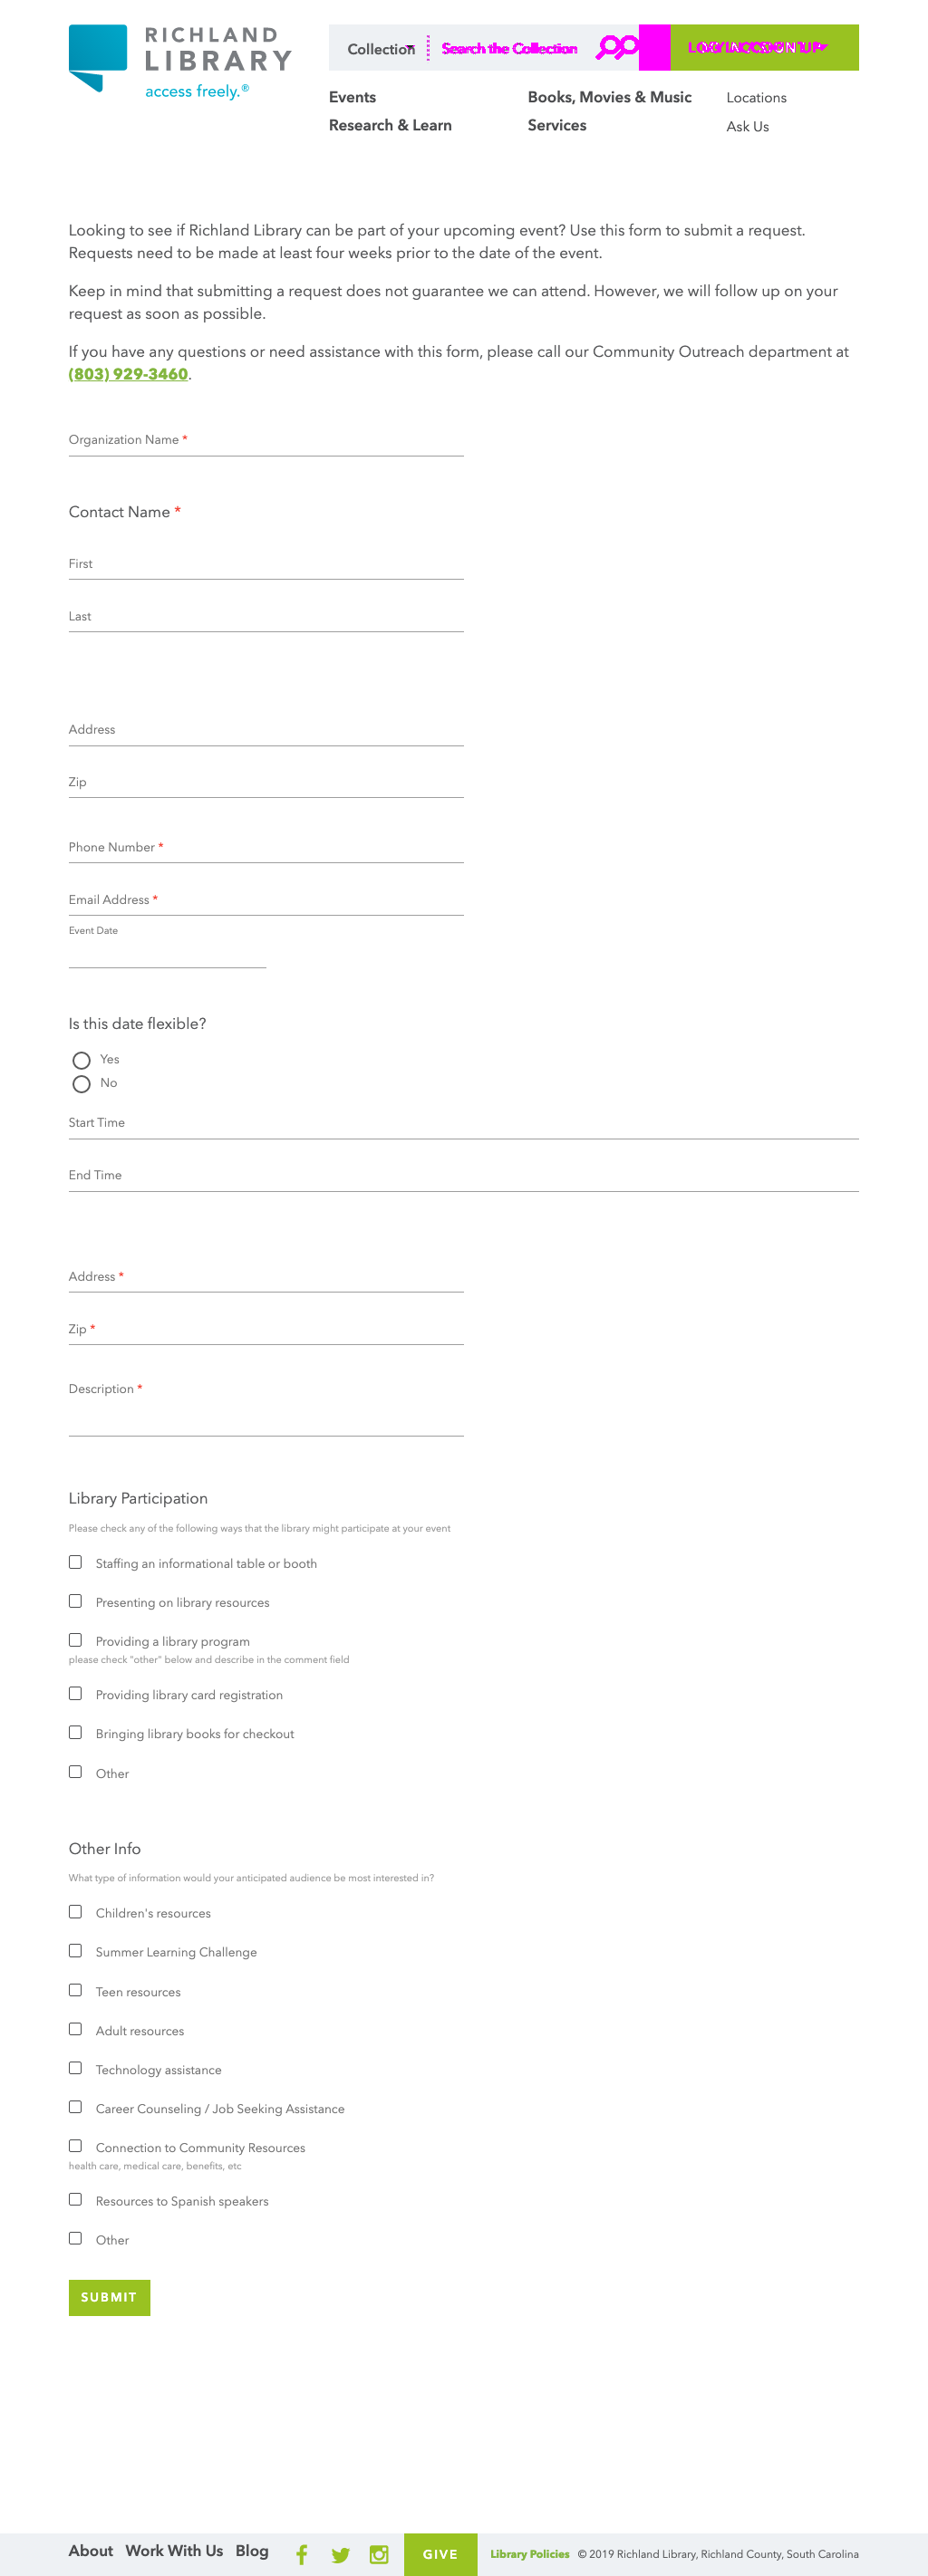 RICHLAND
LIBRARY
access freely.®
Collection
Search the Collection
Events
Books, Movies & Music
Locations
Research & Learn
Services
Ask Us
Looking to see if Richland Library can be part of your upcoming event? Use this form to submit a request.
Requests need to be made at least four weeks prior to the date of the event.
Keep in mind that submitting a request does not guarantee we can attend. However, we will follow up on your
request as soon as possible.
If you have any questions or need assistance with this form, please call our Community Outreach department at
(803) 929-3460.
Organization Name *
Contact Name *
First
Last
Address
Zip
Phone Number *
Email Address *
Event Date
Is this date flexible?
Yes
No
Start Time
End Time
Address *
Zip *
Description *
Library Participation
Please check any of the following ways that the library might participate at your event
Staffing an informational table or booth
Presenting on library resources
Providing a library program
please check "other" below and describe in the comment field
Providing library card registration
Bringing library books for checkout
Other
Other Info
What type of information would your anticipated audience be most interested in?
Children's resources
Summer Learning Challenge
Teen resources
Adult resources
Technology assistance
Career Counseling / Job Seeking Assistance
Connection to Community Resources
health care, medical care, benefits, etc
Resources to Spanish speakers
Other
SUBMIT
About Work With Us Blog
GIVE
Library Policies © 2019 Richland Library, Richland County, South Carolina